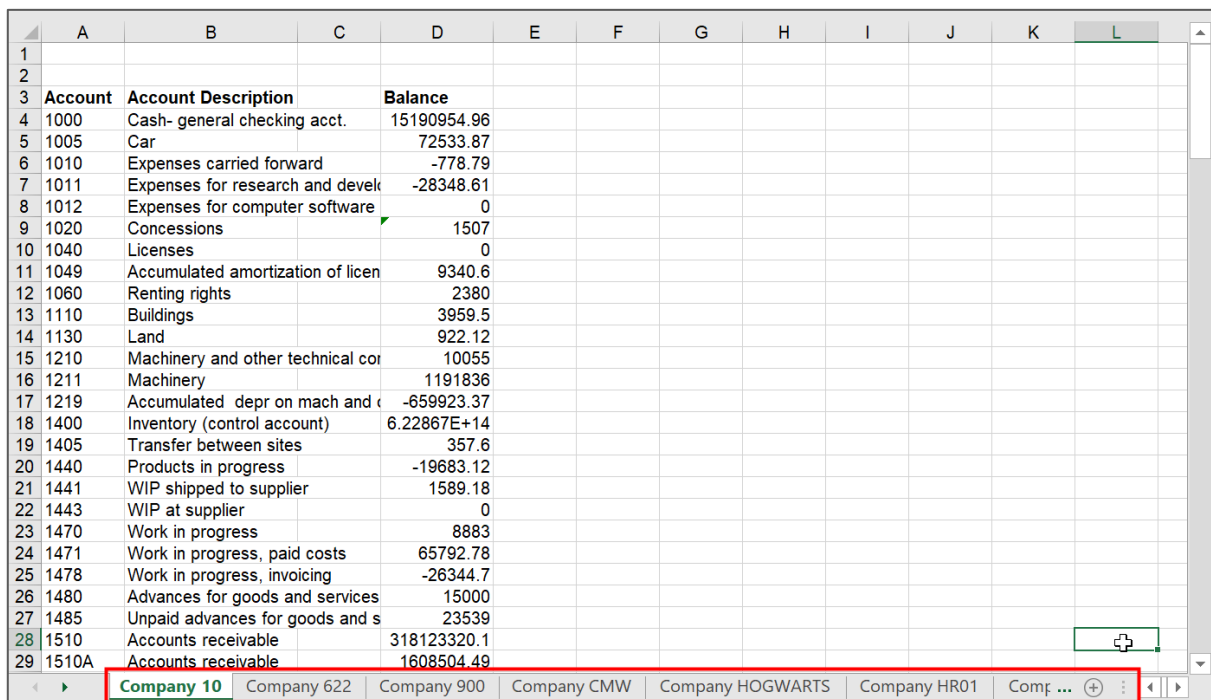 A B C D E F G H I J K L
1
2
3 Account Account Description Balance
4 1000 Cash- general checking acct. 15190954.96
5 1005 Car 72533.87
6 1010 Expenses carried forward -778.79
7 1011 Expenses for research and develo -28348.61
8 1012 Expenses for computer software 0
9 1020 Concessions 1507
10 1040 Licenses 0
11 1049 Accumulated amortization of licen 9340.6
12 1060 Renting rights 2380
13 1110 Buildings 3959.5
14 1130 Land 922.12
15 1210 Machinery and other technical cor 10055
16 1211 Machinery 1191836
17 1219 Accumulated depr on mach and -659923.37
18 1400 Inventory (control account) 6.22867E+14
19 1405 Transfer between sites 357.6
20 1440 Products in progress -19683.12
21 1441 WIP shipped to supplier 1589.18
22 1443 WIP at supplier 0
23 1470 Work in progress 8883
24 1471 Work in progress, paid costs 65792.78
25 1478 Work in progress, invoicing -26344.7
26 1480 Advances for goods and services 15000
27 1485 Unpaid advances for goods and s 23539
28 1510 Accounts receivable 318123320.1
29 1510A Accounts receivable 1608504.49
Company 10 Company 622 Company 900 Company CMW Company HOGWARTS Company HR01 Comp ...